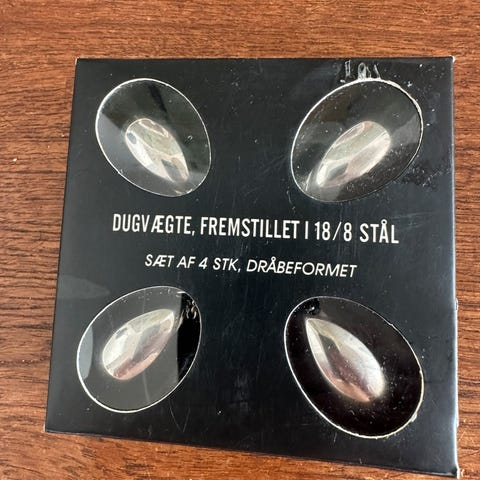 DUGVÆGTE, FREMSTILLET I 18/8 STÅL
SÆT AF 4 STK, DRÅBEFORMET